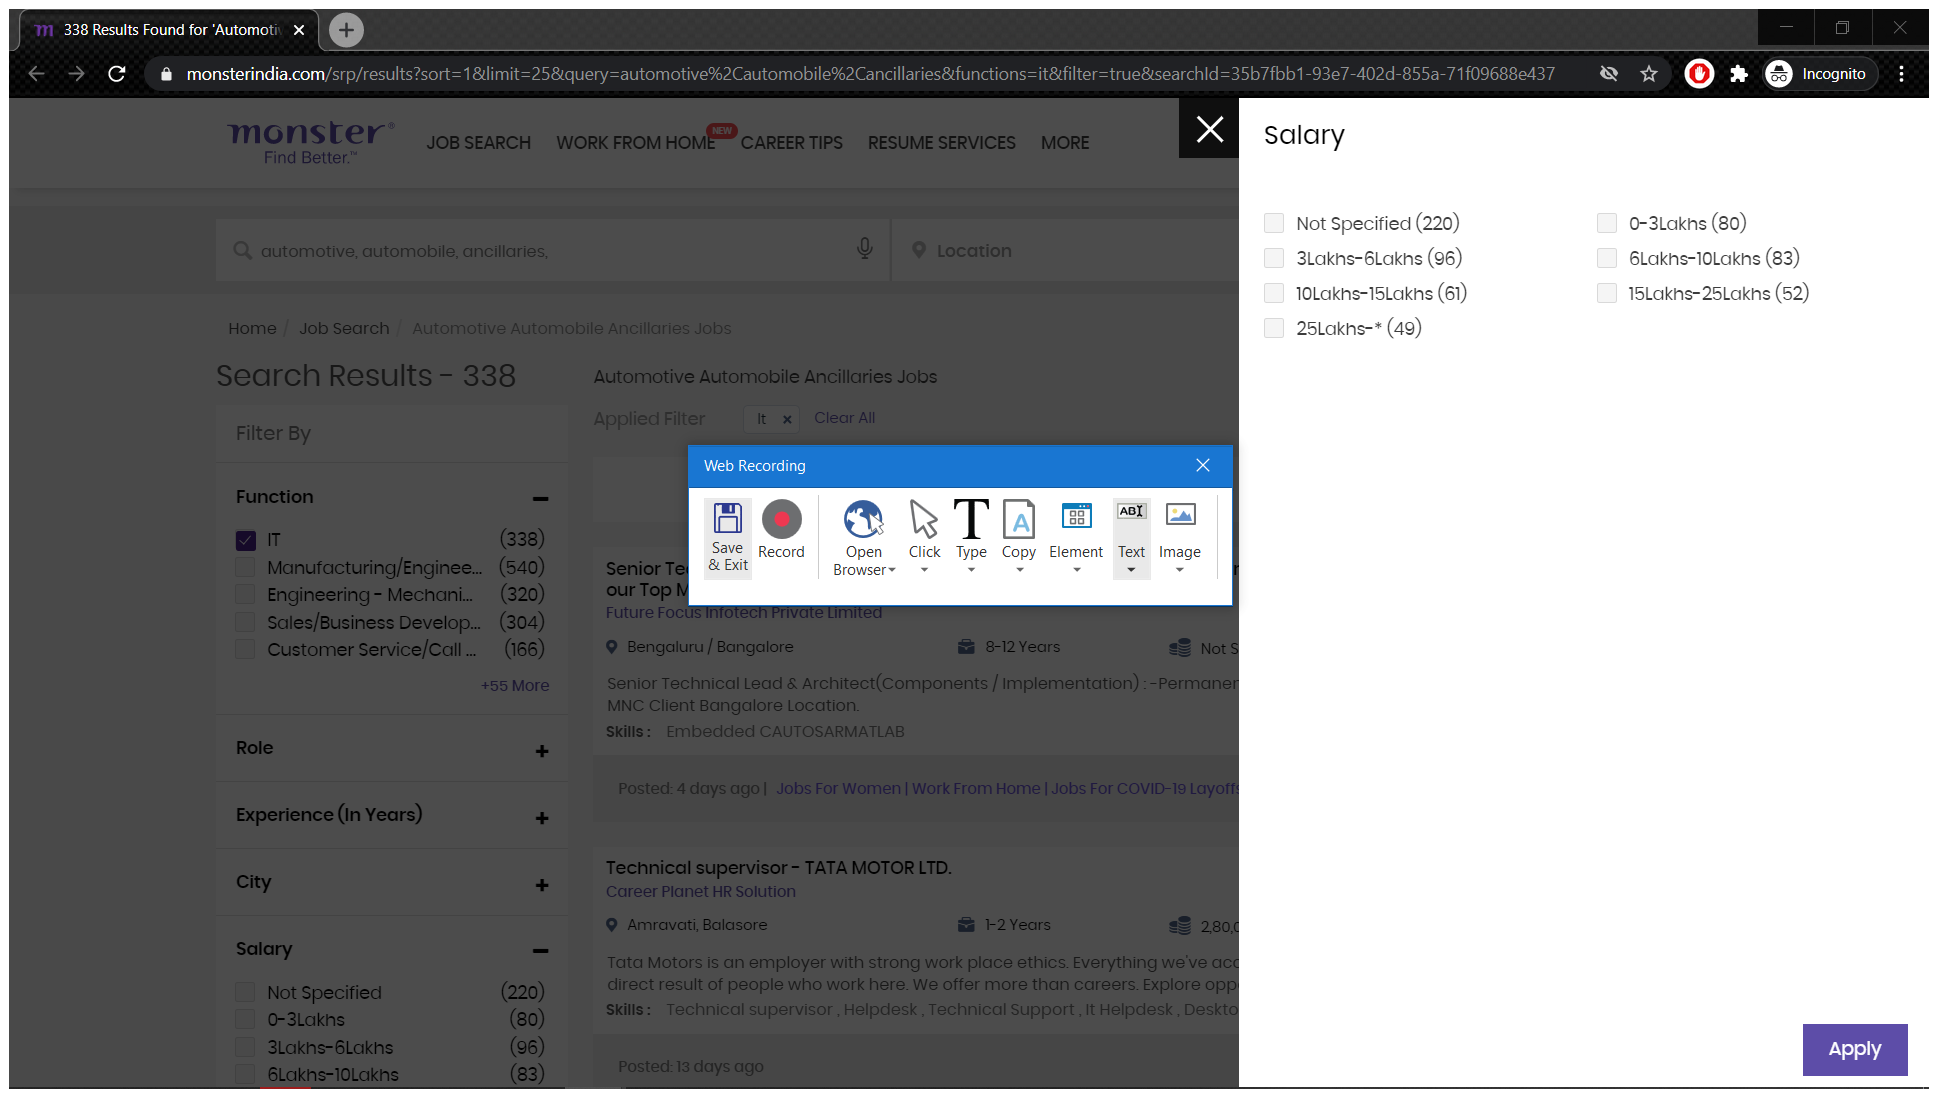 338 Results Found for 'Automoti
monsterindia.com/srp/results?sort=1&limit=25&query=automotive%2Cautomobile%2Cancillaries&functions=it&filter=true&searchId=35b7fbb1-93e7-402d-855a-71f09688e437
Incognito
monster
Find Better.™
JOB SEARCH
WORK FROM HOME
NEW
CAREER TIPS
RESUME SERVICES
MORE
automotive, automobile, ancillaries,
Location
Home / Job Search / Automotive Automobile Ancillaries Jobs
Search Results - 338
Filter By
Function
IT (338)
Manufacturing/Enginee... (540)
Engineering - Mechani... (320)
Sales/Business Develop... (304)
Customer Service/Call ... (166)
+55 More
Role
Experience (In Years)
City
Salary
Not Specified (220)
0-3Lakhs (80)
3Lakhs-6Lakhs (96)
6Lakhs-10Lakhs (83)
Automotive Automobile Ancillaries Jobs
Applied Filter
It ×
Clear All
Web Recording
Save & Exit
Record
Open Browser
Click
Type
Copy
Element
Text
Image
Senior Te
our Top M
Future Focus Infotech Private Limited
Bengaluru / Bangalore
8-12 Years
Not S
Senior Technical Lead & Architect(Components / Implementation) : -Permanen
MNC Client Bangalore Location.
Skills : Embedded CAUTOSARMATLAB
Posted: 4 days ago | Jobs For Women | Work From Home | Jobs For COVID-19 Layoffs
Technical supervisor - TATA MOTOR LTD.
Career Planet HR Solution
Amravati, Balasore
1-2 Years
2,80,0
Tata Motors is an employer with strong work place ethics. Everything we've acc
direct result of people who work here. We offer more than careers. Explore opp
Skills : Technical supervisor , Helpdesk , Technical Support , It Helpdesk , Deskto
Posted: 13 days ago
Salary
Not Specified (220)
0-3Lakhs (80)
3Lakhs-6Lakhs (96)
6Lakhs-10Lakhs (83)
10Lakhs-15Lakhs (61)
15Lakhs-25Lakhs (52)
25Lakhs-* (49)
Apply